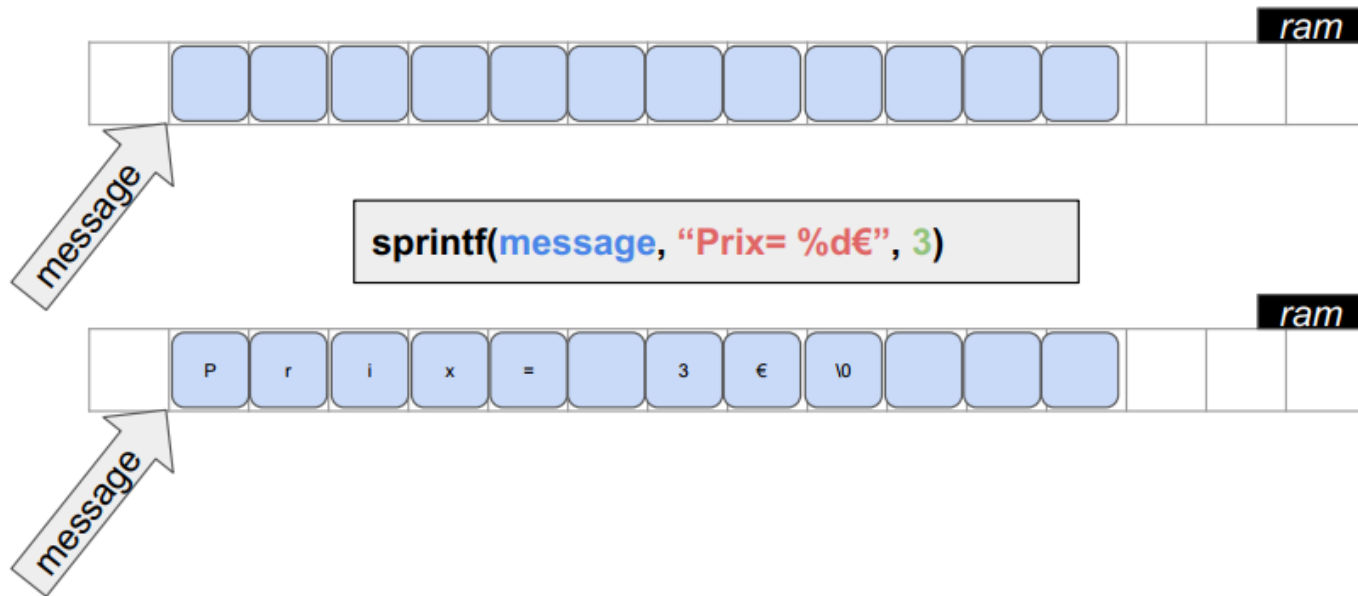 ram
message
sprintf(message, “Prix= %d€”, 3)
ram
P r i x = 3 € \0
message